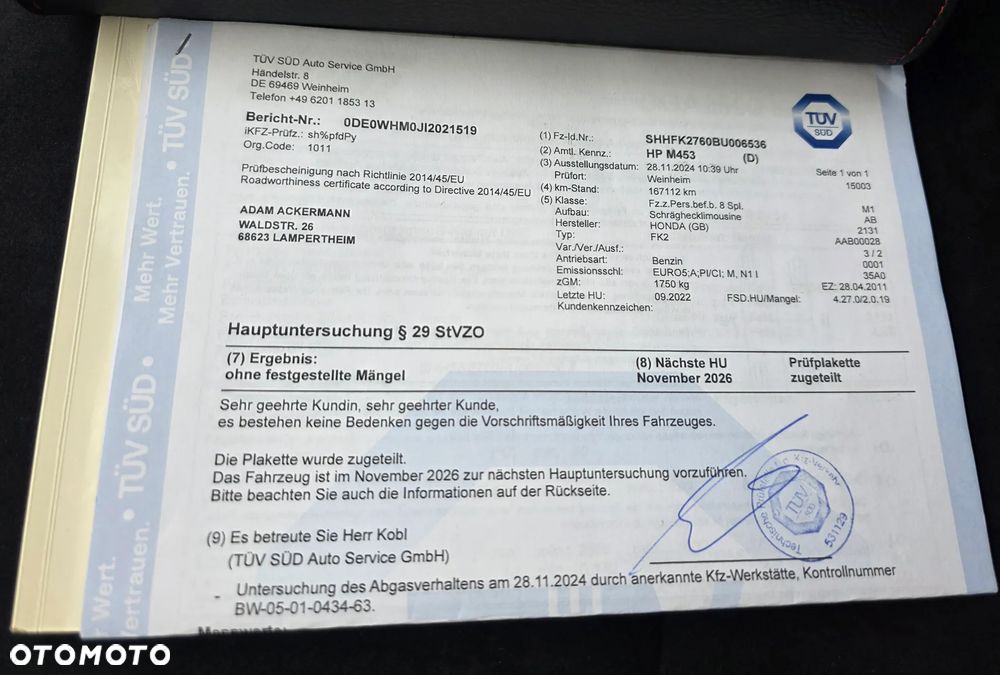 TÜV SÜD Auto Service GmbH
Händelstr. 8
DE 69469 Weinheim
Telefon +49 6201 1853 13
Bericht-Nr.: 0DE0WHM0JI2021519
iKFZ-Prüfz.: sh%pfdPy
Org.Code: 1011
Prüfbescheinigung nach Richtlinie 2014/45/EU
Roadworthiness certificate according to Directive 2014/45/EU
ADAM ACKERMANN
WALDSTR. 26
68623 LAMPERTHEIM
TÜV
SÜD
(1) Fz-Id.Nr.: SHHFK2760BU006536
(2) Amtl. Kennz.: HP M453 (D)
(3) Ausstellungsdatum: 28.11.2024 10:39 Uhr Seite 1 von 1
Prüfort: Weinheim 15003
(4) km-Stand: 167112 km
(5) Klasse: Fz.z.Pers.bef.b. 8 Spl. M1
Aufbau: Schräghecklimousine AB
Hersteller: HONDA (GB) 2131
Typ: FK2 AAB00028
Var./Ver./Ausf.: 3 / 2
Antriebsart: Benzin 0001
Emissionsschl: EURO5;A;PI/CI; M, N1 I 35A0
zGM: 1750 kg EZ: 28.04.2011
Letzte HU: 09.2022 FSD.HU/Mangel: 4.27.0/2.0.19
Kundenkennzeichen:
Hauptuntersuchung § 29 StVZO
(7) Ergebnis: (8) Nächste HU Prüfplakette
ohne festgestellte Mängel November 2026 zugeteilt
Sehr geehrte Kundin, sehr geehrter Kunde,
es bestehen keine Bedenken gegen die Vorschriftsmäßigkeit Ihres Fahrzeuges.
Die Plakette wurde zugeteilt.
Das Fahrzeug ist im November 2026 zur nächsten Hauptuntersuchung vorzuführen.
Bitte beachten Sie auch die Informationen auf der Rückseite.
(9) Es betreute Sie Herr Kobl
(TÜV SÜD Auto Service GmbH)
TÜV
SÜD
531129
- Untersuchung des Abgasverhaltens am 28.11.2024 durch anerkannte Kfz-Werkstätte, Kontrollnummer
BW-05-01-0434-63.
Messwerte:
Mehr Wert.
Mehr Vertrauen. • TÜV SÜD
TÜV SÜD •
r Wert.
Vertrauen. •
OTOMOTO